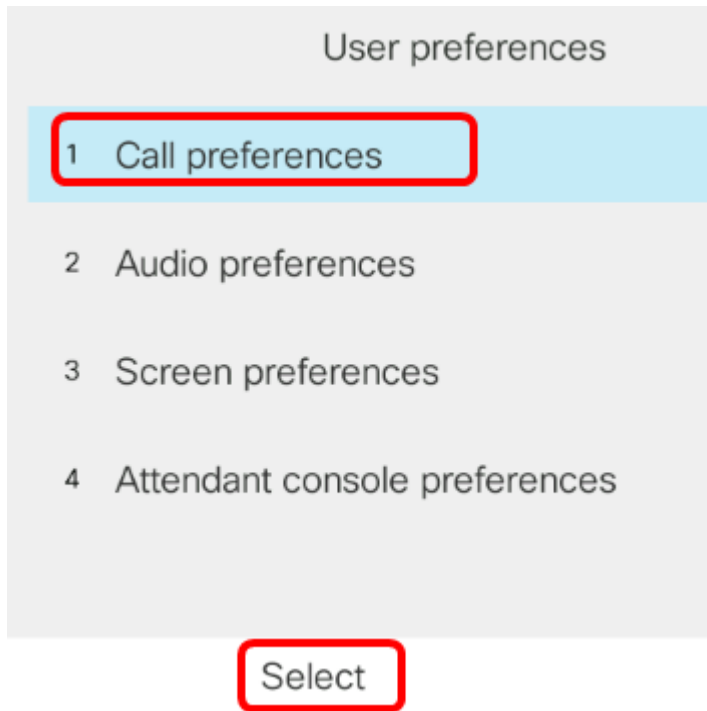 User preferences
1 Call preferences
2 Audio preferences
3 Screen preferences
4 Attendant console preferences
Select